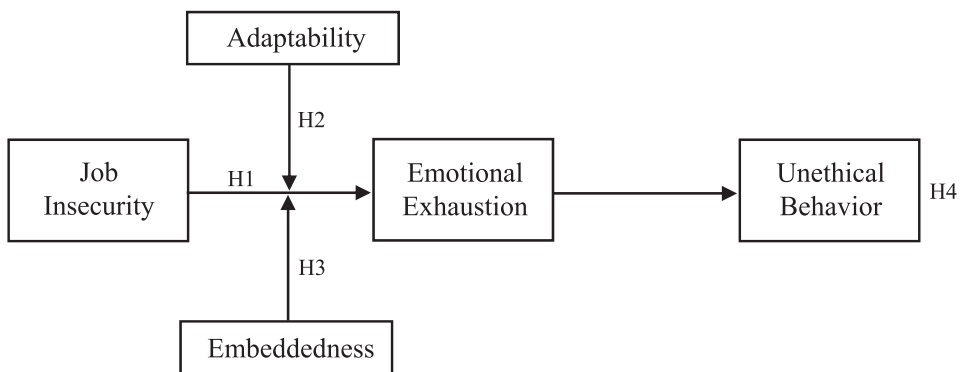 Adaptability
H2
Job
Insecurity
H1
Emotional
Exhaustion
Unethical
Behavior
H4
H3
Embeddedness